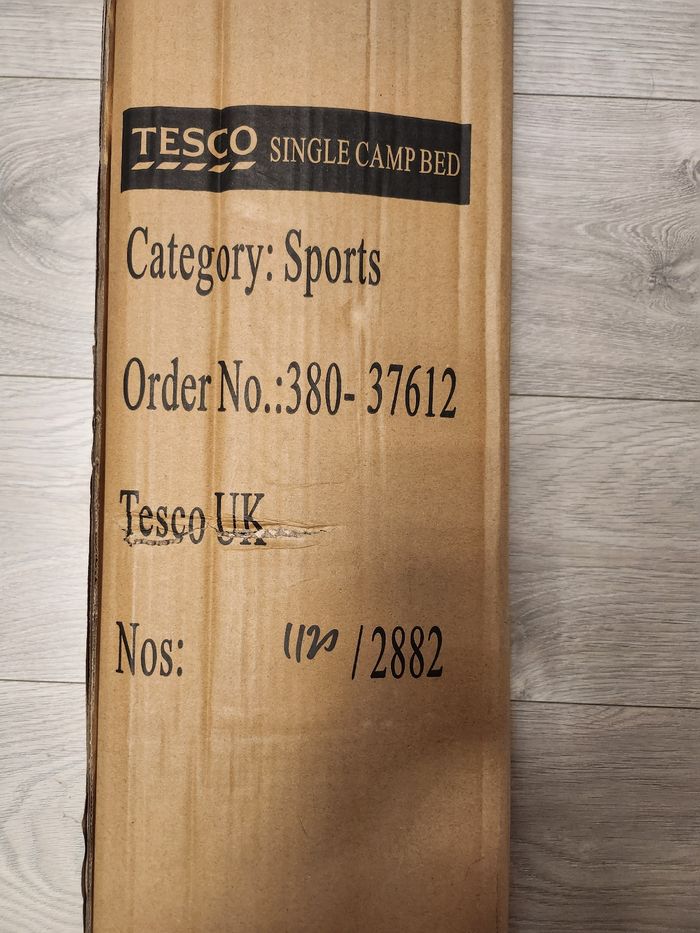 TESCO SINGLE CAMP BED
Category: Sports
Order No.:380- 37612
Tesco UK
Nos: /2882